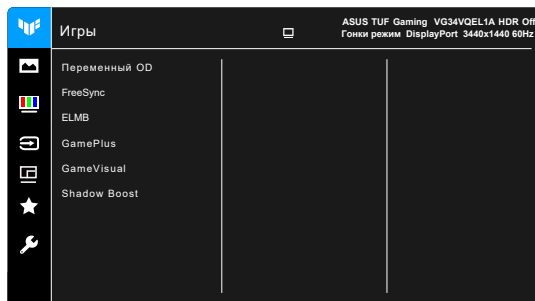 Игры
ASUS TUF Gaming VG34VQEL1A HDR Off
Гонки режим DisplayPort 3440x1440 60Hz
Переменный OD
FreeSync
ELMB
GamePlus
GameVisual
Shadow Boost